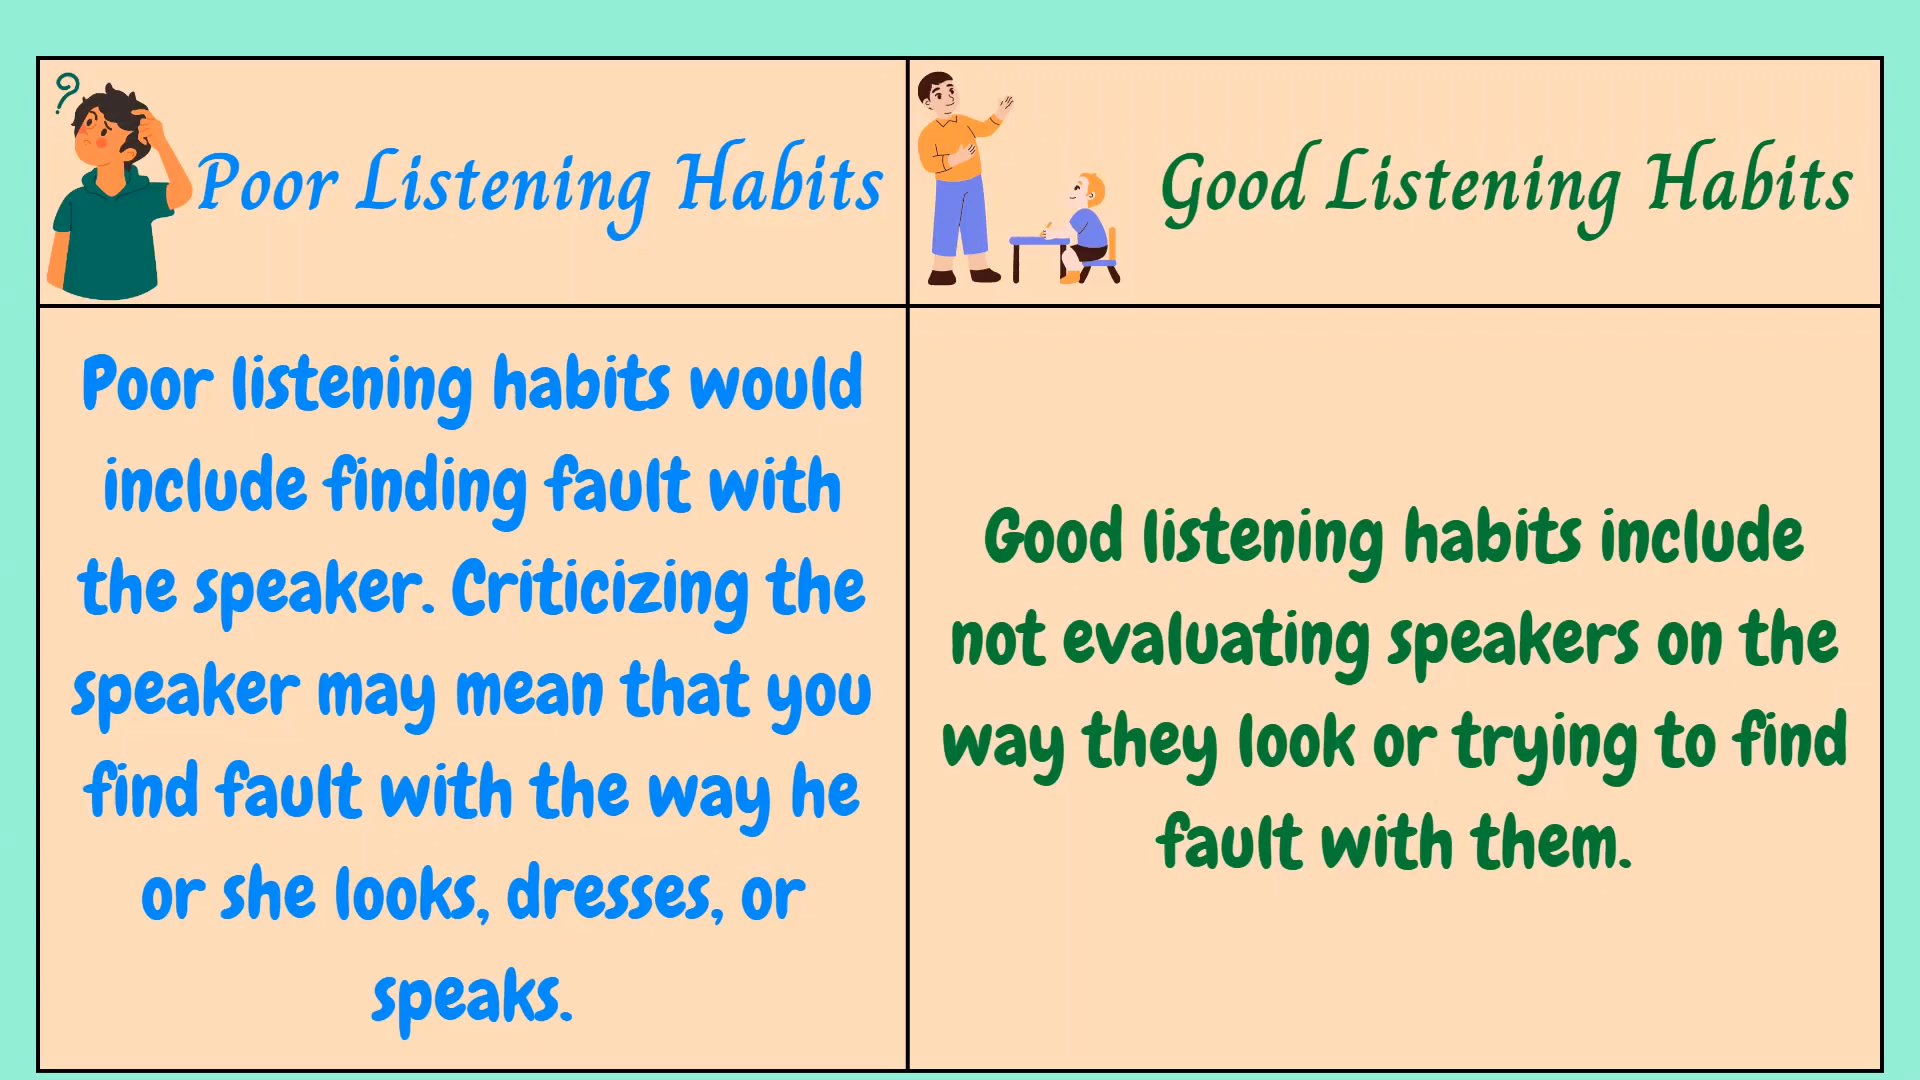 ?
Poor Listening Habits
Good Listening Habits
Poor listening habits would
include finding fault with
the speaker. Criticizing the
speaker may mean that you
find fault with the way he
or she looks, dresses, or
speaks.
Good listening habits include
not evaluating speakers on the
way they look or trying to find
fault with them.